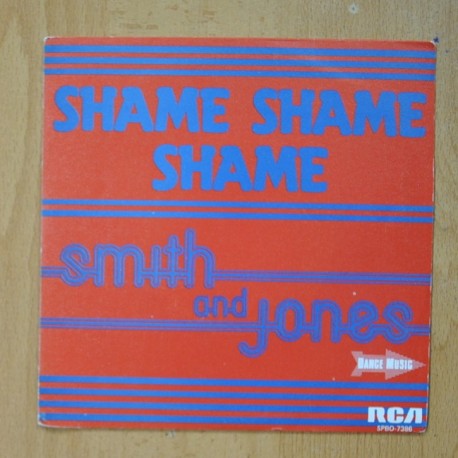 SHAME SHAME
SHAME
smith
and
jones
DANCE MUSIC
RCA
SPBO-7386